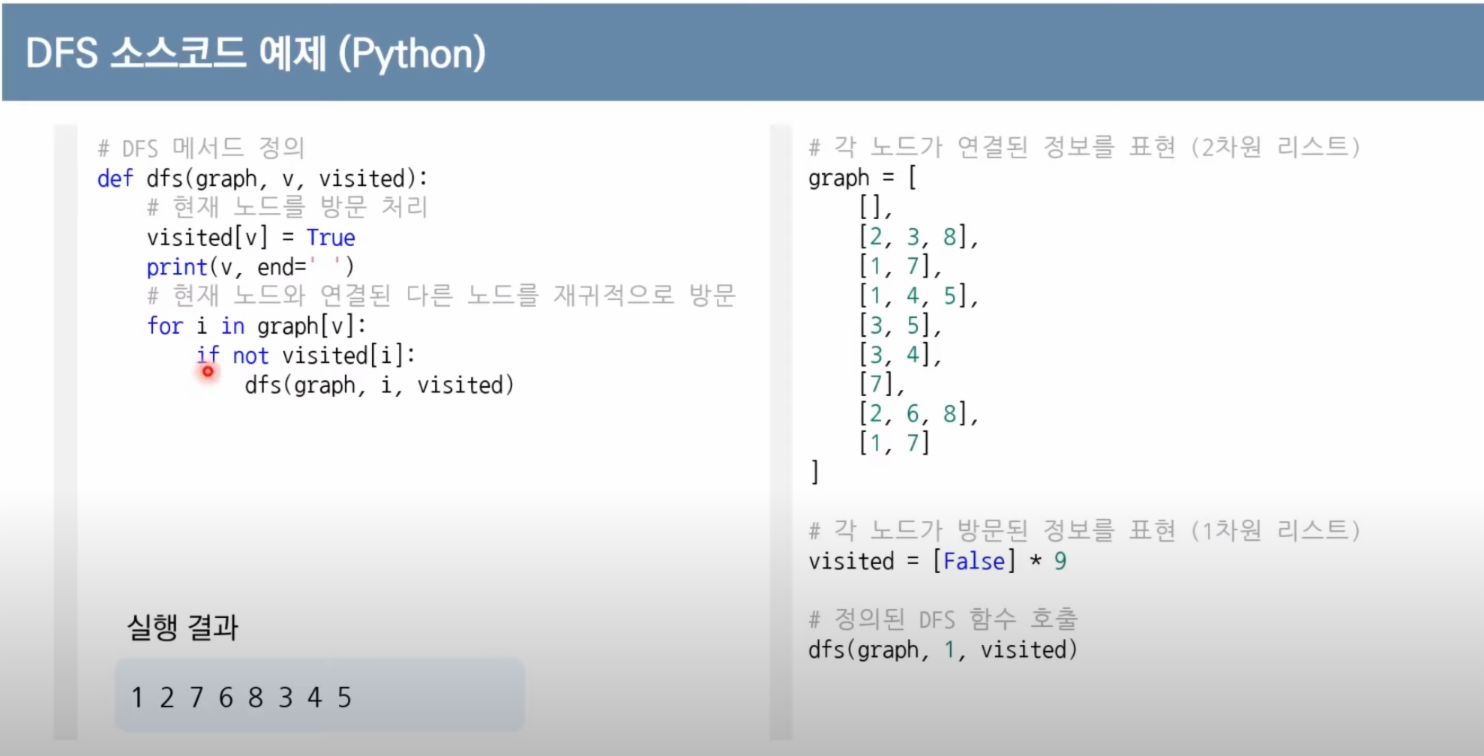 DFS 소스코드 예제 (Python)
# DFS 메서드 정의
def dfs(graph, v, visited):
    # 현재 노드를 방문 처리
    visited[v] = True
    print(v, end=' ')
    # 현재 노드와 연결된 다른 노드를 재귀적으로 방문
    for i in graph[v]:
        if not visited[i]:
            dfs(graph, i, visited)
실행 결과
1 2 7 6 8 3 4 5
# 각 노드가 연결된 정보를 표현 (2차원 리스트)
graph = [
    [],
    [2, 3, 8],
    [1, 7],
    [1, 4, 5],
    [3, 5],
    [3, 4],
    [7],
    [2, 6, 8],
    [1, 7]
]
# 각 노드가 방문된 정보를 표현 (1차원 리스트)
visited = [False] * 9
# 정의된 DFS 함수 호출
dfs(graph, 1, visited)